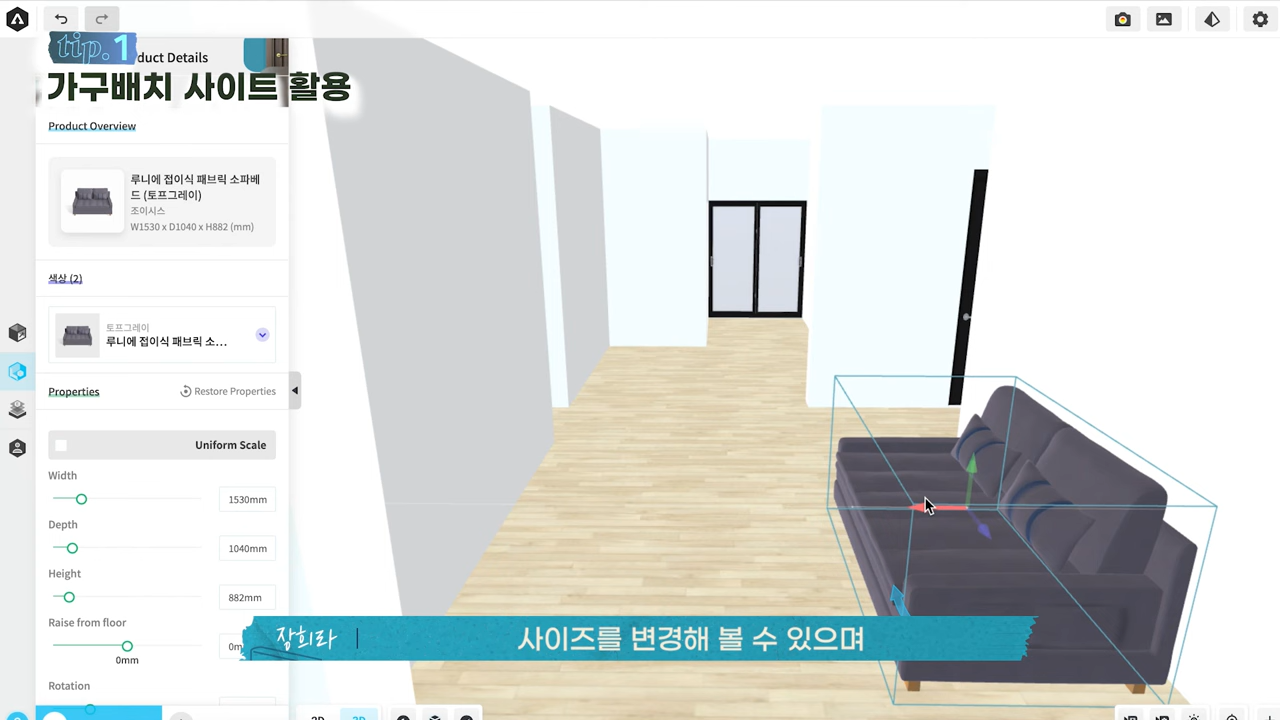 tip. 1
duct Details
가구배치 사이트 활용
Product Overview
루니에 접이식 패브릭 소파베
드 (토프그레이)
조이시스
W1530 x D1040 x H882 (mm)
색상 (2)
토프그레이
루니에 접이식 패브릭 소...
Properties
Restore Properties
Uniform Scale
Width
1530mm
Depth
1040mm
Height
882mm
Raise from floor
0mm
Rotation
장희라
사이즈를 변경해 볼 수 있으며